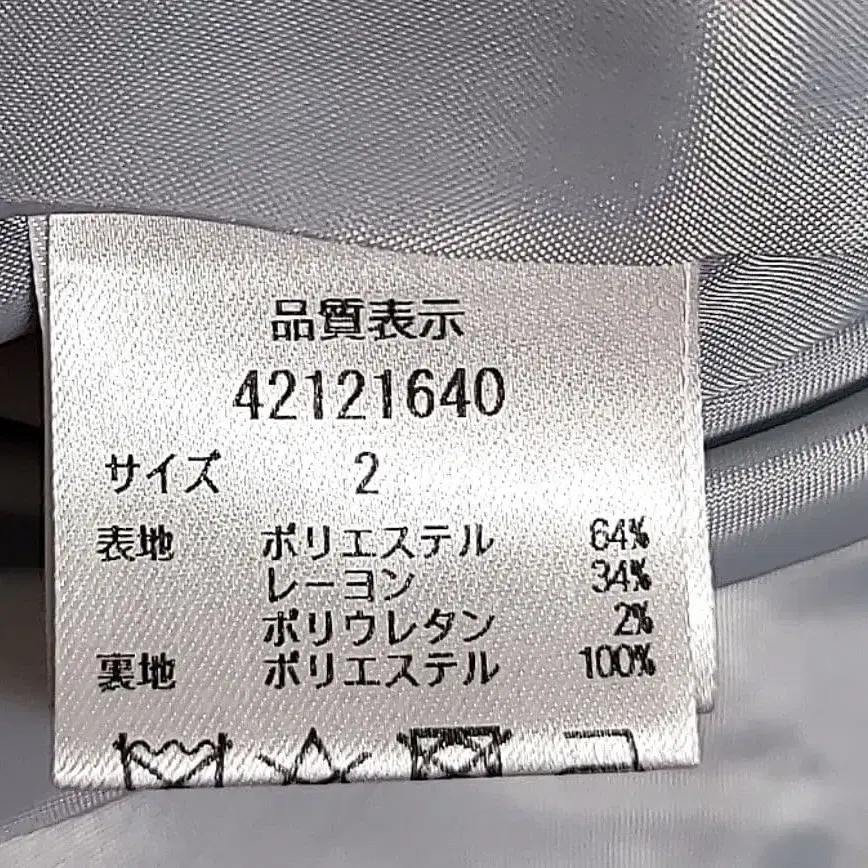 品質表示
42121640
サイズ 2
表地 ポリエステル 64%
レーヨン 34%
ポリウレタン 2%
裏地 ポリエステル 100%